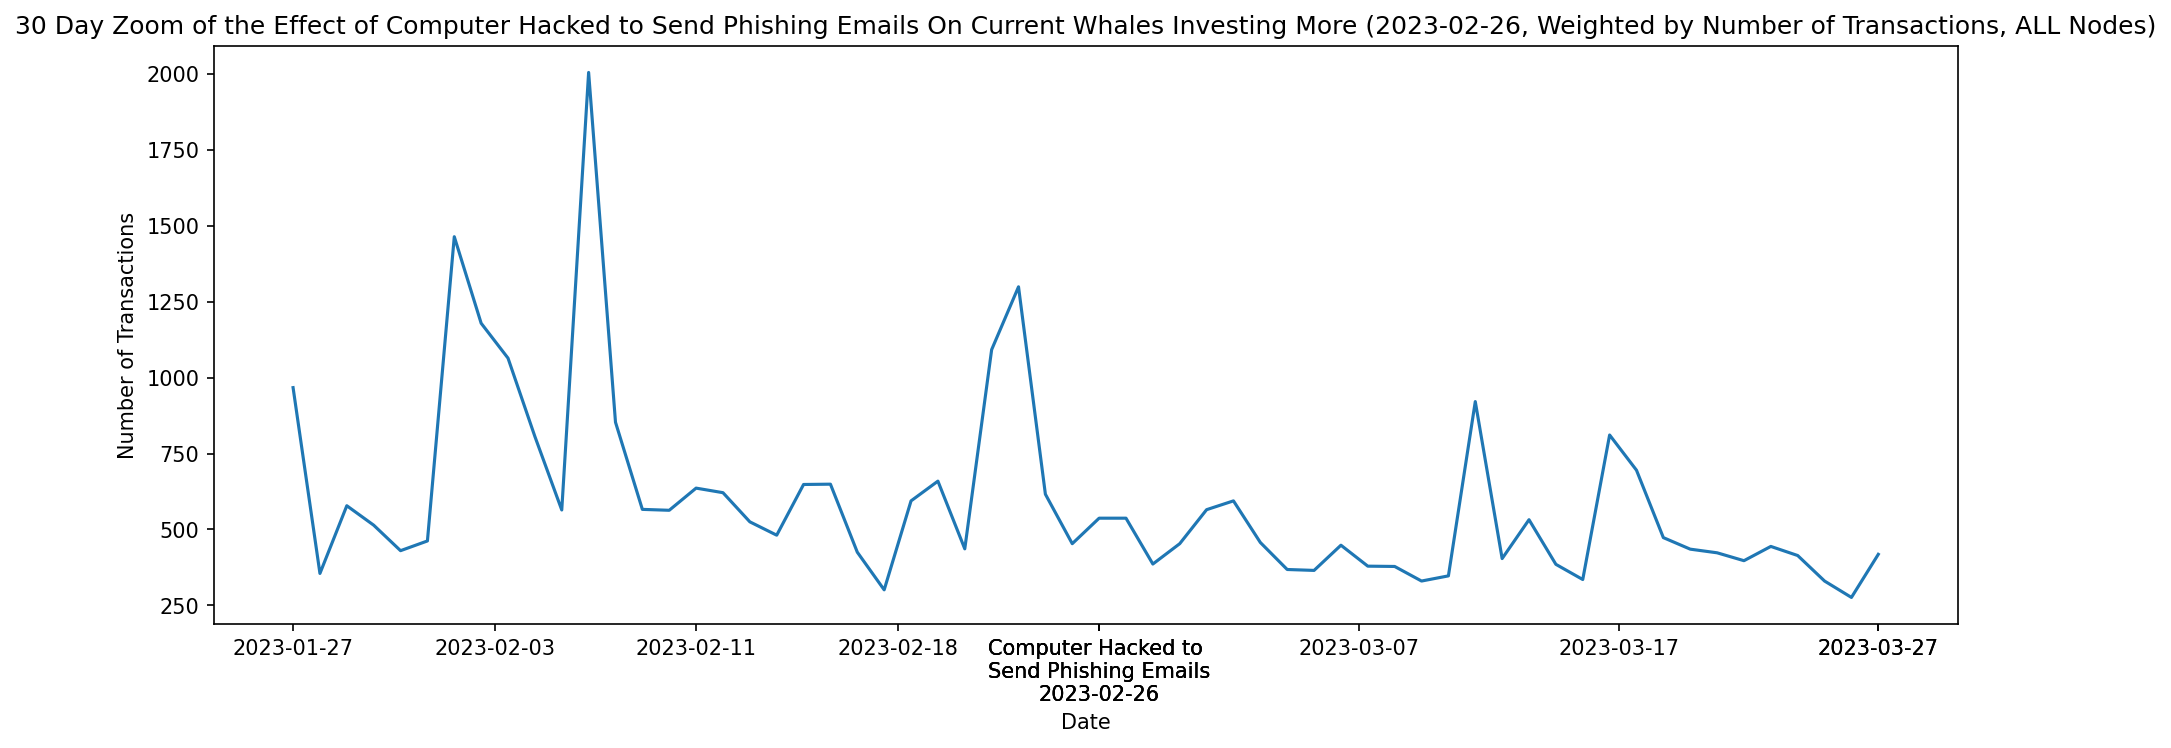 30 Day Zoom of the Effect of Computer Hacked to Send Phishing Emails On Current Whales Investing More (2023-02-26, Weighted by Number of Transactions, ALL Nodes)
2000
1750
1500
1250
1000
750
500
250
Number of Transactions
2023-01-27 2023-02-03 2023-02-11 2023-02-18 Computer Hacked to 2023-03-07 2023-03-17 2023-03-27
Send Phishing Emails
2023-02-26
Date